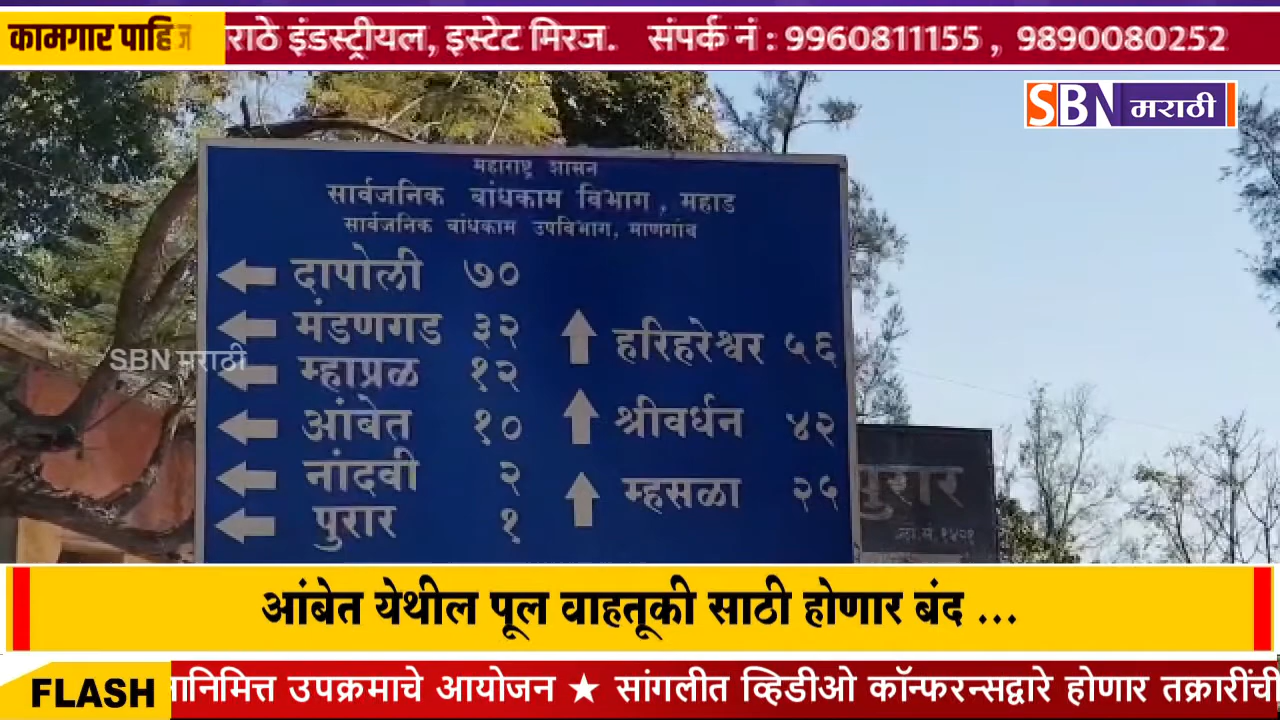 कामगार पाहिज
राठे इंडस्ट्रीयल, इस्टेट मिरज. संपर्क नं : 9960811155 , 9890080252
SBN मराठी
महाराष्ट्र शासन
सार्वजनिक बांधकाम विभाग, महाड
सार्वजनिक बांधकाम उपविभाग, माणगांव
दापोली ७०
मंडणगड ३२
म्हाप्रळ १२
आंबेत १०
नांदवी २
पुरार १
हरिहरेश्वर ५६
श्रीवर्धन ४२
म्हसळा २५
SBN मराठी
पुरार
आंबेत येथील पूल वाहतूकी साठी होणार बंद ...
FLASH
ानिमित्त उपक्रमाचे आयोजन ★ सांगलीत व्हिडीओ कॉन्फरन्सद्वारे होणार तक्रारींची